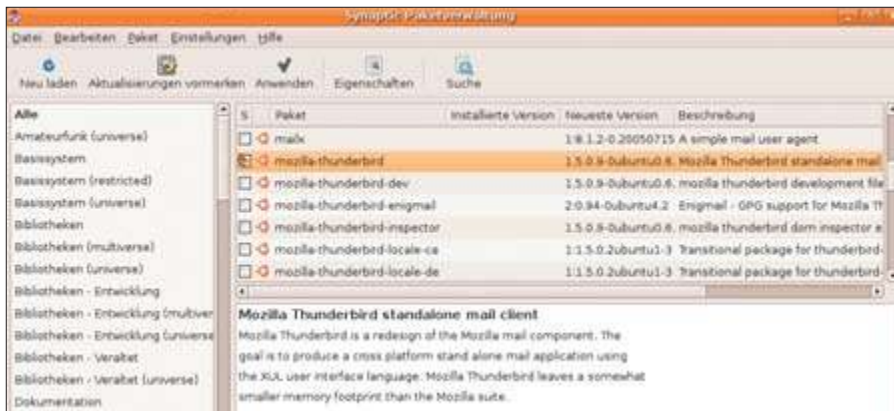 Synaptic-Paketverwaltung
Datei Bearbeiten Paket Einstellungen Hilfe
Neu laden Aktualisierungen vormerken Anwenden Eigenschaften Suche
Alle
Amateurfunk (universe)
Basissystem
Basissystem (restricted)
Basissystem (universe)
Bibliotheken
Bibliotheken (multiverse)
Bibliotheken (universe)
Bibliotheken - Entwicklung
Bibliotheken - Entwicklung (multiver
Bibliotheken - Entwicklung (universe
Bibliotheken - Veraltet
Bibliotheken - Veraltet (universe)
Dokumentation
S Paket Installierte Version Neueste Version Beschreibung
mailx 1:8.1.2-0.20050715 A simple mail user agent
mozilla-thunderbird 1.5.0.9-0ubuntu0.6. Mozilla Thunderbird standalone mail
mozilla-thunderbird-dev 1.5.0.9-0ubuntu0.6. mozilla thunderbird development file
mozilla-thunderbird-enigmail 2:0.94-0ubuntu4.2 Enigmail - GPG support for Mozilla Th
mozilla-thunderbird-inspector 1.5.0.9-0ubuntu0.6. mozilla thunderbird dom inspector e
mozilla-thunderbird-locale-ca 1:1.5.0.2ubuntu1-3 Transitional package for thunderbird-
mozilla-thunderbird-locale-de 1:1.5.0.2ubuntu1-3 Transitional package for thunderbird-
Mozilla Thunderbird standalone mail client
Mozilla Thunderbird is a redesign of the Mozilla mail component. The
goal is to produce a cross platform stand alone mail application using
the XUL user interface language. Mozilla Thunderbird leaves a somewhat
smaller memory footprint than the Mozilla suite.